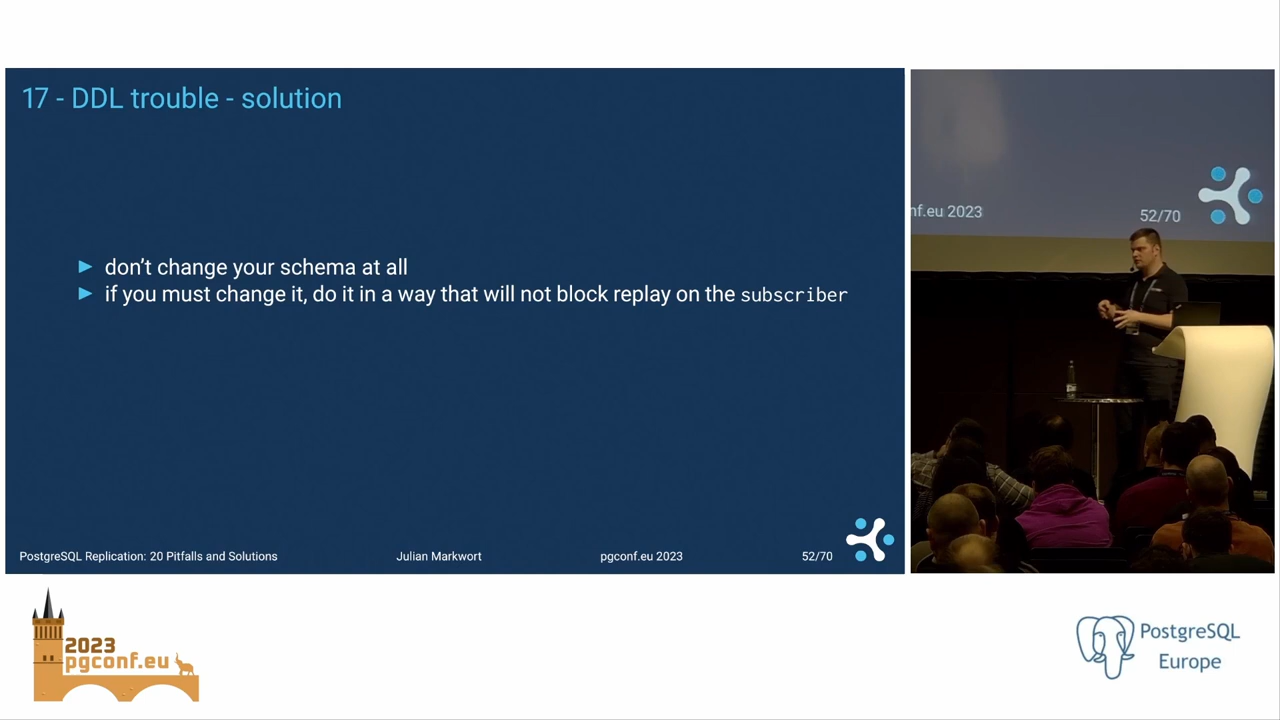 17 - DDL trouble - solution
► don't change your schema at all
► if you must change it, do it in a way that will not block replay on the subscriber
PostgreSQL Replication: 20 Pitfalls and Solutions
Julian Markwort
pgconf.eu 2023
52/70
nf.eu 2023
52/70
2023
pgconf.eu
PostgreSQL
Europe